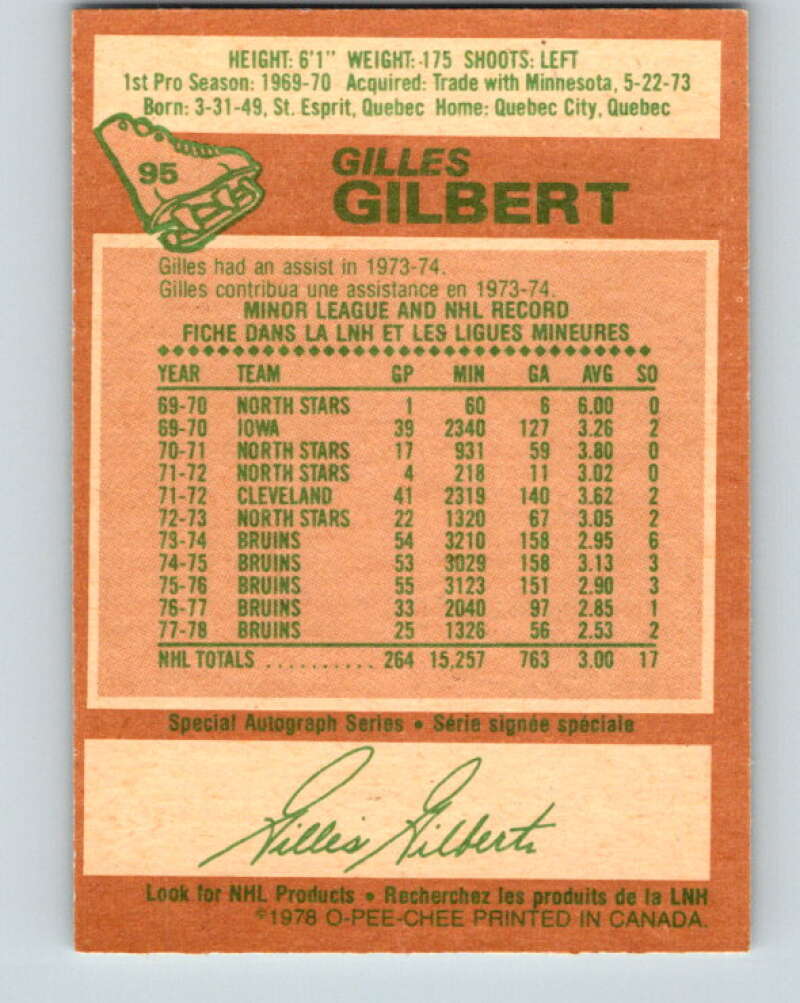 HEIGHT: 6'1" WEIGHT: 175 SHOOTS: LEFT
1st Pro Season: 1969-70 Acquired: Trade with Minnesota, 5-22-73
Born: 3-31-49, St. Esprit, Quebec Home: Quebec City, Quebec
95
GILLES
GILBERT
Gilles had an assist in 1973-74.
Gilles contribua une assistance en 1973-74.
MINOR LEAGUE AND NHL RECORD
FICHE DANS LA LNH ET LES LIGUES MINEURES
YEAR TEAM GP MIN GA AVG SO
69-70 NORTH STARS 1 60 6 6.00 0
69-70 IOWA 39 2340 127 3.26 2
70-71 NORTH STARS 17 931 59 3.80 0
71-72 NORTH STARS 4 218 11 3.02 0
71-72 CLEVELAND 41 2319 140 3.62 2
72-73 NORTH STARS 22 1320 67 3.05 2
73-74 BRUINS 54 3210 158 2.95 6
74-75 BRUINS 53 3029 158 3.13 3
75-76 BRUINS 55 3123 151 2.90 3
76-77 BRUINS 33 2040 97 2.85 1
77-78 BRUINS 25 1326 56 2.53 2
NHL TOTALS .......... 264 15,257 763 3.00 17
Special Autograph Series • Série signée spéciale
Gilles Gilbert
Look for NHL Products • Recherchez les produits de la LNH
©1978 O-PEE-CHEE PRINTED IN CANADA.